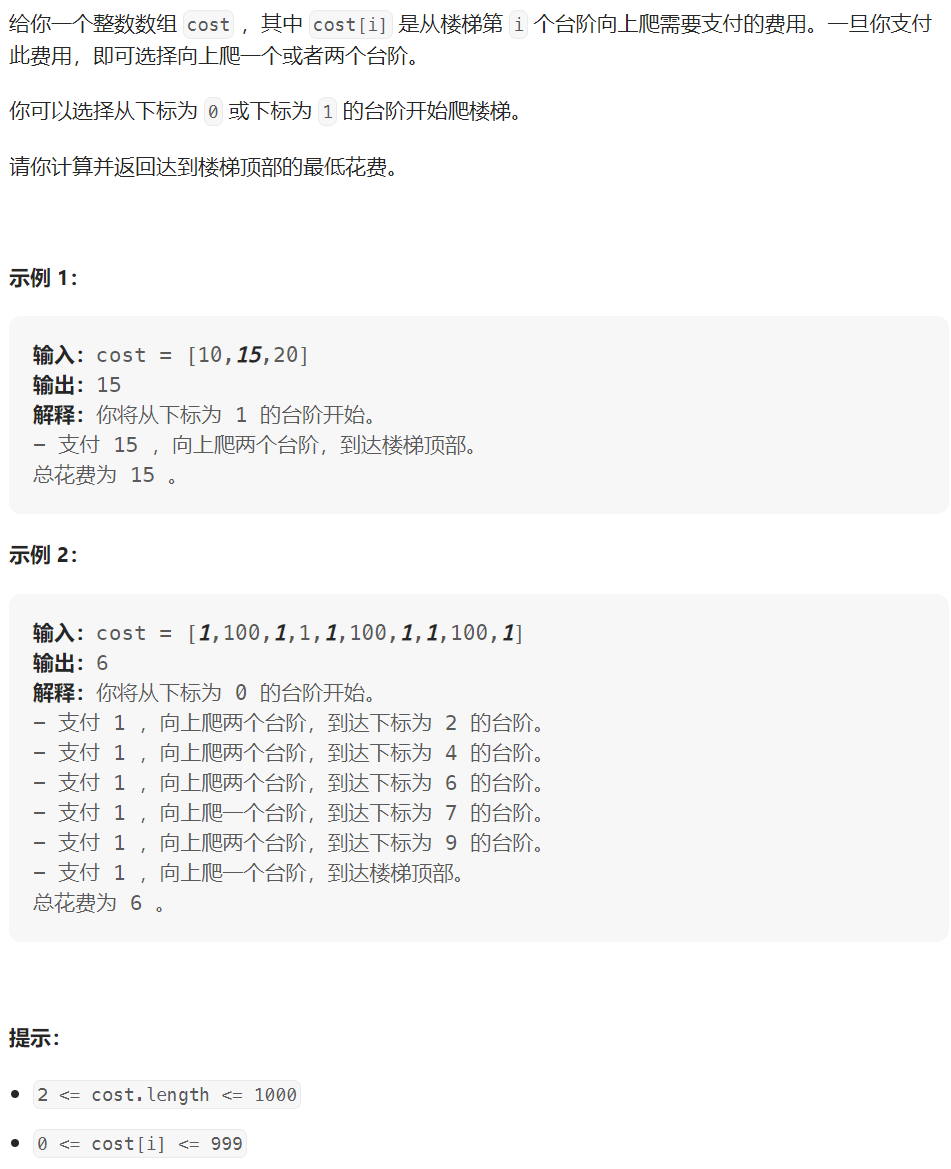 给你一个整数数组 cost ，其中 cost[i] 是从楼梯第 i 个台阶向上爬需要支付的费用。一旦你支付
此费用，即可选择向上爬一个或者两个台阶。
你可以选择从下标为 0 或下标为 1 的台阶开始爬楼梯。
请你计算并返回达到楼梯顶部的最低花费。
示例 1：
输入：cost = [10,15,20]
输出：15
解释：你将从下标为 1 的台阶开始。
- 支付 15 ，向上爬两个台阶，到达楼梯顶部。
总花费为 15 。
示例 2：
输入：cost = [1,100,1,1,1,100,1,1,100,1]
输出：6
解释：你将从下标为 0 的台阶开始。
- 支付 1 ，向上爬两个台阶，到达下标为 2 的台阶。
- 支付 1 ，向上爬两个台阶，到达下标为 4 的台阶。
- 支付 1 ，向上爬两个台阶，到达下标为 6 的台阶。
- 支付 1 ，向上爬一个台阶，到达下标为 7 的台阶。
- 支付 1 ，向上爬两个台阶，到达下标为 9 的台阶。
- 支付 1 ，向上爬一个台阶，到达楼梯顶部。
总花费为 6 。
提示：
• 2 <= cost.length <= 1000
• 0 <= cost[i] <= 999